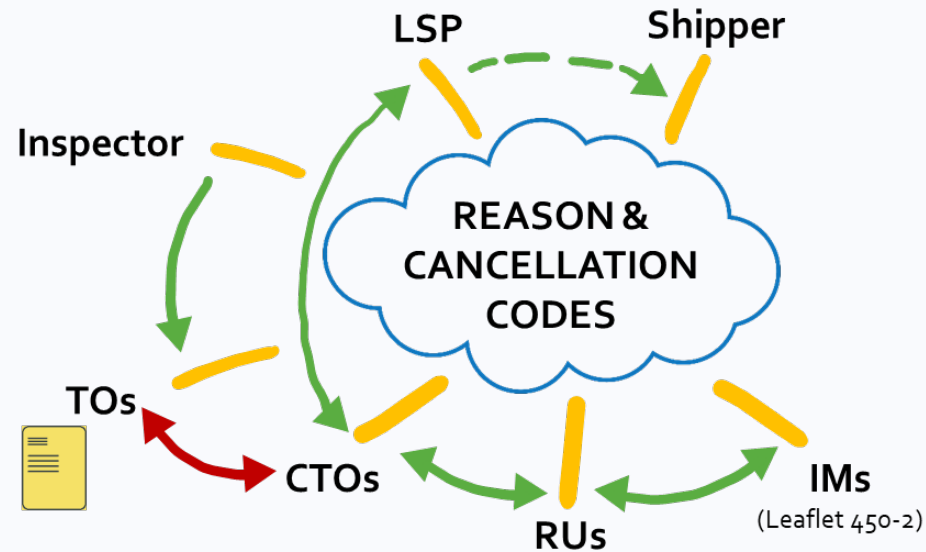 LSP
Shipper
Inspector
REASON &
CANCELLATION
CODES
TOs
CTOs
RUs
IMs
(Leaflet 450-2)